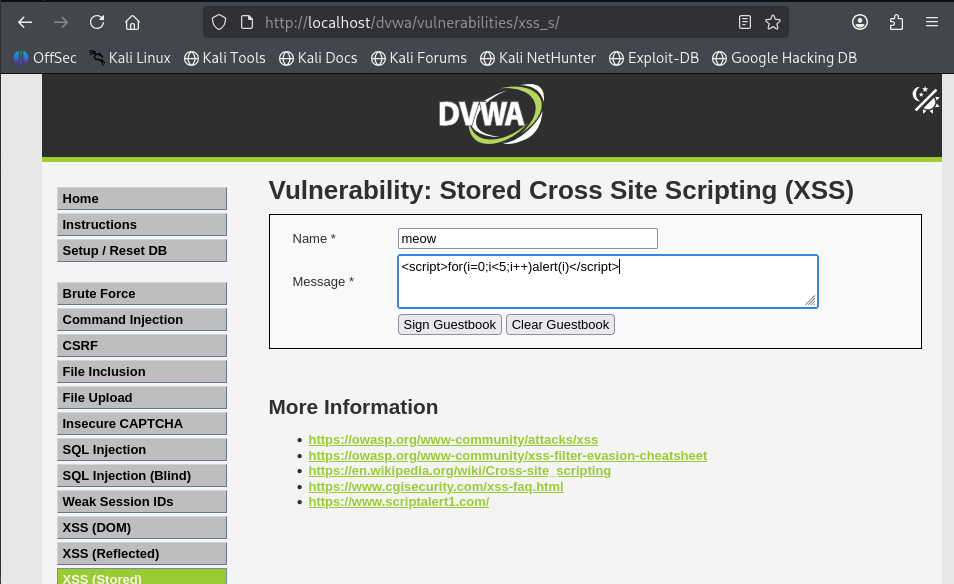 http://localhost/dvwa/vulnerabilities/xss_s/
OffSec Kali Linux Kali Tools Kali Docs Kali Forums Kali NetHunter Exploit-DB Google Hacking DB
DVWA
Home
Instructions
Setup / Reset DB
Brute Force
Command Injection
CSRF
File Inclusion
File Upload
Insecure CAPTCHA
SQL Injection
SQL Injection (Blind)
Weak Session IDs
XSS (DOM)
XSS (Reflected)
XSS (Stored)
Vulnerability: Stored Cross Site Scripting (XSS)
Name * meow
Message * <script>for(i=0;i<5;i++)alert(i)</script>
Sign Guestbook Clear Guestbook
More Information
• https://owasp.org/www-community/attacks/xss
• https://owasp.org/www-community/xss-filter-evasion-cheatsheet
• https://en.wikipedia.org/wiki/Cross-site_scripting
• https://www.cgisecurity.com/xss-faq.html
• https://www.scriptalert1.com/